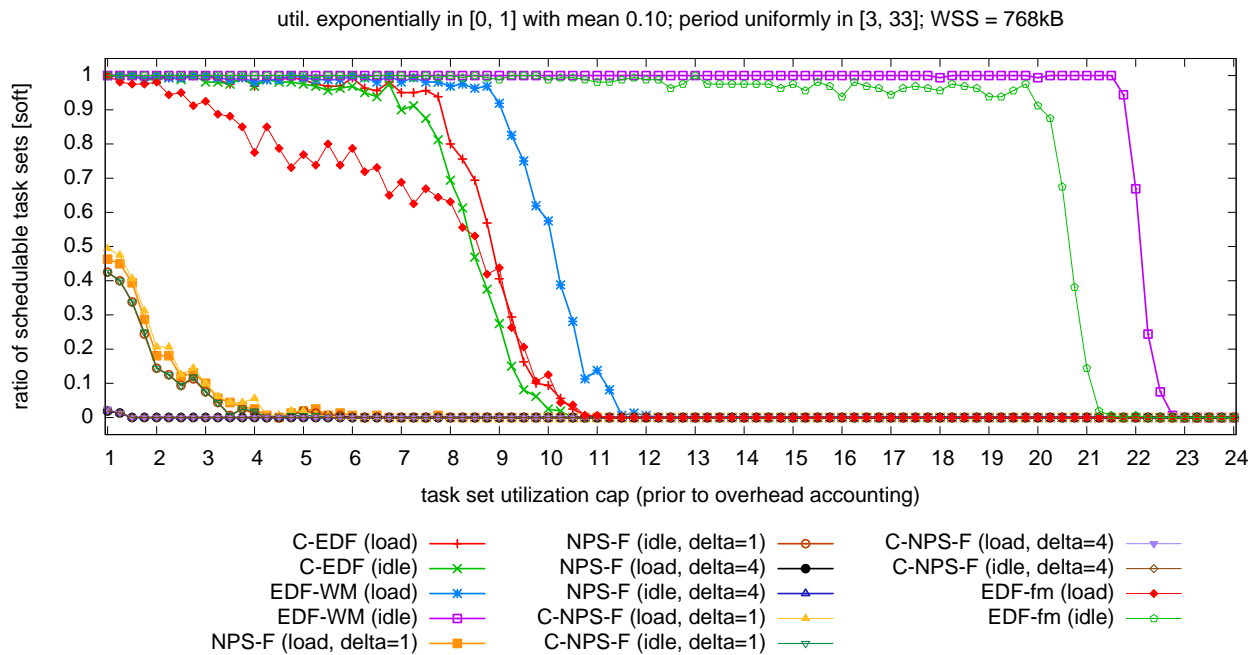 util. exponentially in [0, 1] with mean 0.10; period uniformly in [3, 33]; WSS = 768kB
ratio of schedulable task sets [soft]
1
0.9
0.8
0.7
0.6
0.5
0.4
0.3
0.2
0.1
0
1 2 3 4 5 6 7 8 9 10 11 12 13 14 15 16 17 18 19 20 21 22 23 24
task set utilization cap (prior to overhead accounting)
C-EDF (load)
C-EDF (idle)
EDF-WM (load)
EDF-WM (idle)
NPS-F (load, delta=1)
NPS-F (idle, delta=1)
NPS-F (load, delta=4)
NPS-F (idle, delta=4)
C-NPS-F (load, delta=1)
C-NPS-F (idle, delta=1)
C-NPS-F (load, delta=4)
C-NPS-F (idle, delta=4)
EDF-fm (load)
EDF-fm (idle)